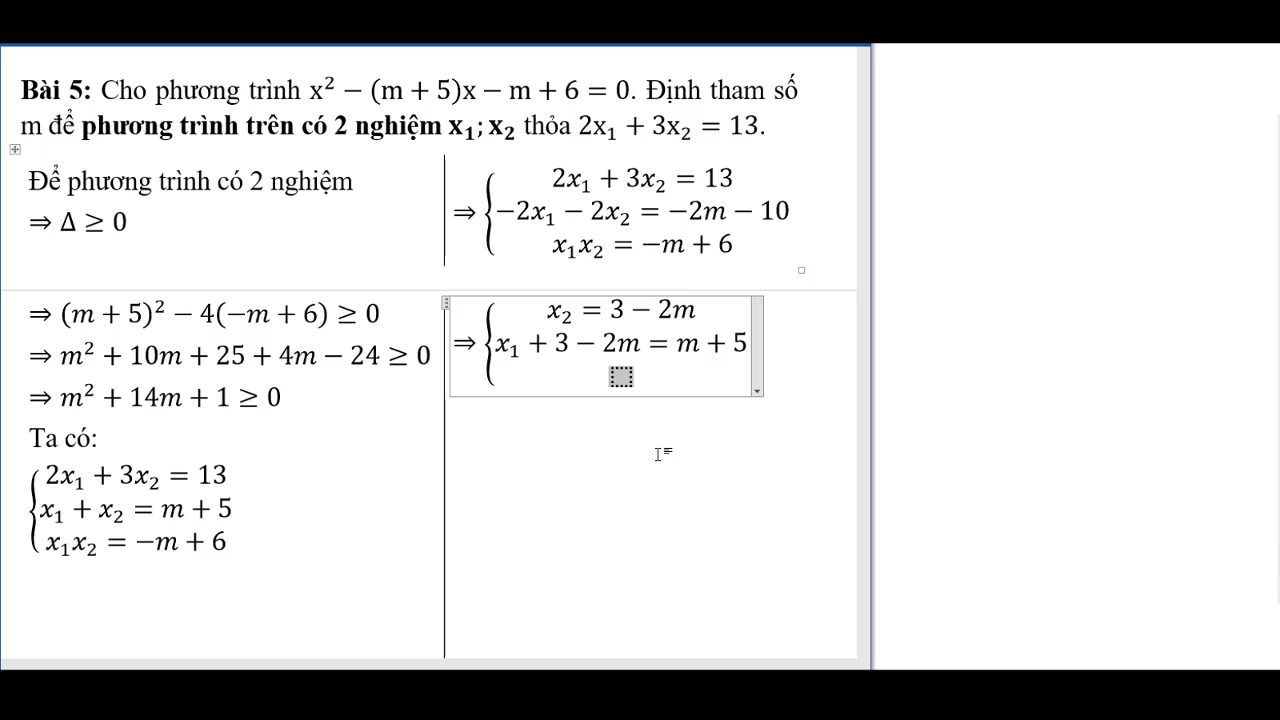 Bài 5: Cho phương trình x² − (m + 5)x − m + 6 = 0. Định tham số
m để phương trình trên có 2 nghiệm x₁; x₂ thỏa 2x₁ + 3x₂ = 13.
Để phương trình có 2 nghiệm
⇒ Δ ≥ 0
⇒ (m + 5)² − 4(−m + 6) ≥ 0
⇒ m² + 10m + 25 + 4m − 24 ≥ 0
⇒ m² + 14m + 1 ≥ 0
Ta có:
2x₁ + 3x₂ = 13
x₁ + x₂ = m + 5
x₁x₂ = −m + 6
2x₁ + 3x₂ = 13
⇒ { −2x₁ − 2x₂ = −2m − 10
x₁x₂ = −m + 6
x₂ = 3 − 2m
⇒ { x₁ + 3 − 2m = m + 5